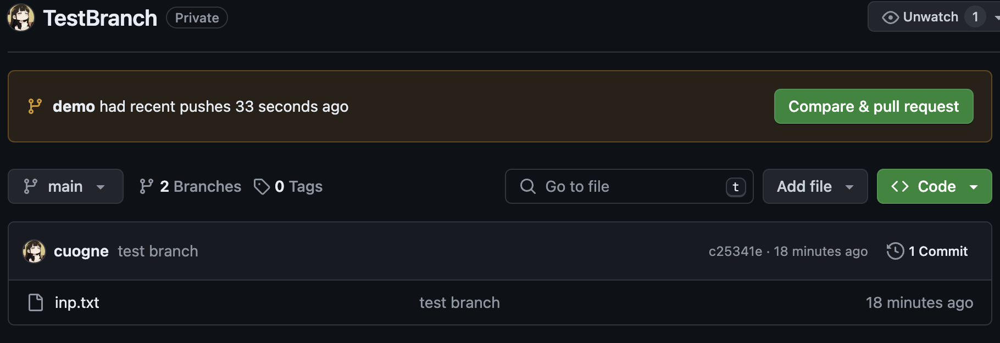 TestBranch Private Unwatch 1
demo had recent pushes 33 seconds ago Compare & pull request
main 2 Branches 0 Tags Go to file t Add file Code
cuogne test branch c25341e · 18 minutes ago 1 Commit
inp.txt test branch 18 minutes ago